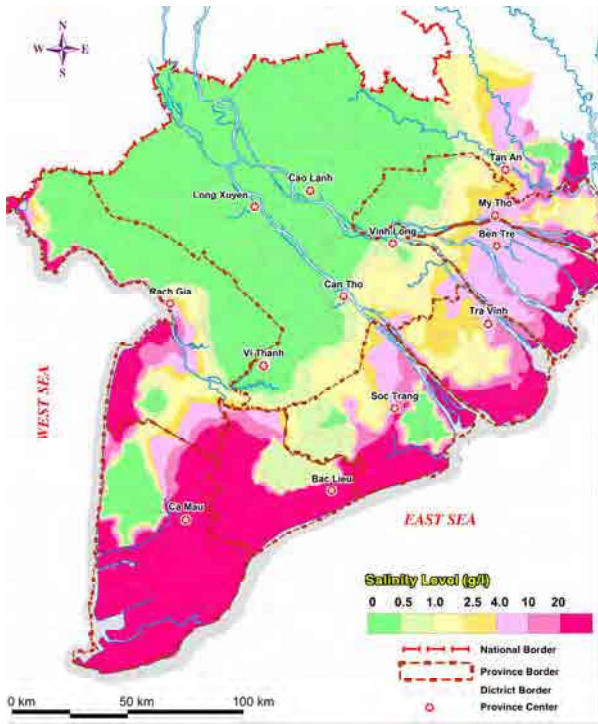 N
W E
S
Tan An
Cao Lanh
Long Xuyen
My Tho
Vinh Long
Ben Tre
Can Tho
Rach Gia
Tra Vinh
Vi Thanh
Soc Trang
WEST SEA
Bac Lieu
Ca Mau
EAST SEA
Salinity Level (g/l)
0 0.5 1.0 2.5 4.0 10 20
National Border
Province Border
Dictrict Border
Province Center
0 km 50 km 100 km